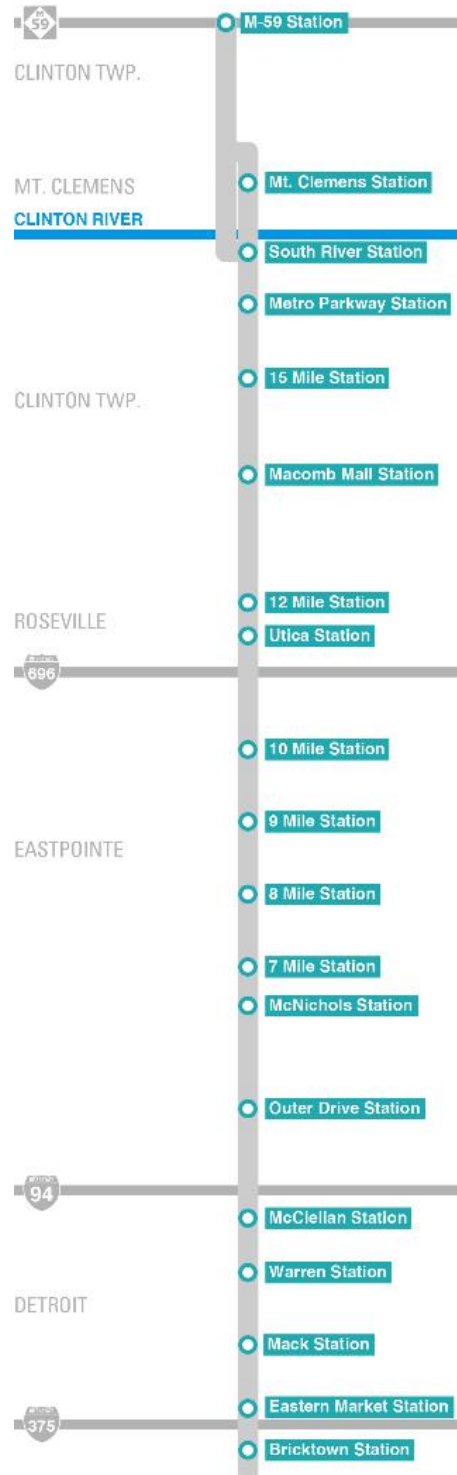 M
59
M-59 Station
CLINTON TWP.
MT. CLEMENS
Mt. Clemens Station
CLINTON RIVER
South River Station
Metro Parkway Station
15 Mile Station
CLINTON TWP.
Macomb Mall Station
12 Mile Station
ROSEVILLE
Utica Station
696
10 Mile Station
9 Mile Station
EASTPOINTE
8 Mile Station
7 Mile Station
McNichols Station
Outer Drive Station
94
McClellan Station
Warren Station
DETROIT
Mack Station
Eastern Market Station
375
Bricktown Station